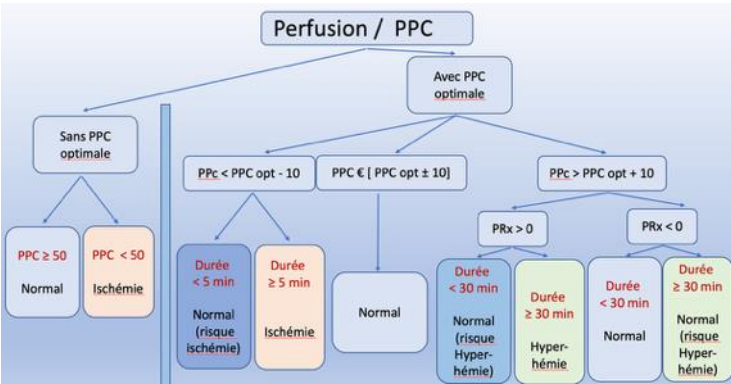 Perfusion / PPC
Avec PPC
optimale
Sans PPC
optimale
PPc < PPC opt - 10
PPC € [ PPC opt ± 10]
PPc > PPC opt + 10
PRx > 0
PRx < 0
PPC ≥ 50
Normal
PPC < 50
Ischémie
Durée
< 5 min
Normal
(risque
ischémie)
Durée
≥ 5 min
Ischémie
Normal
Durée
< 30 min
Normal
(risque
Hyper-
hémie)
Durée
≥ 30 min
Hyper-
hémie
Durée
< 30 min
Normal
Durée
≥ 30 min
Normal
(risque
Hyper-
hémie)